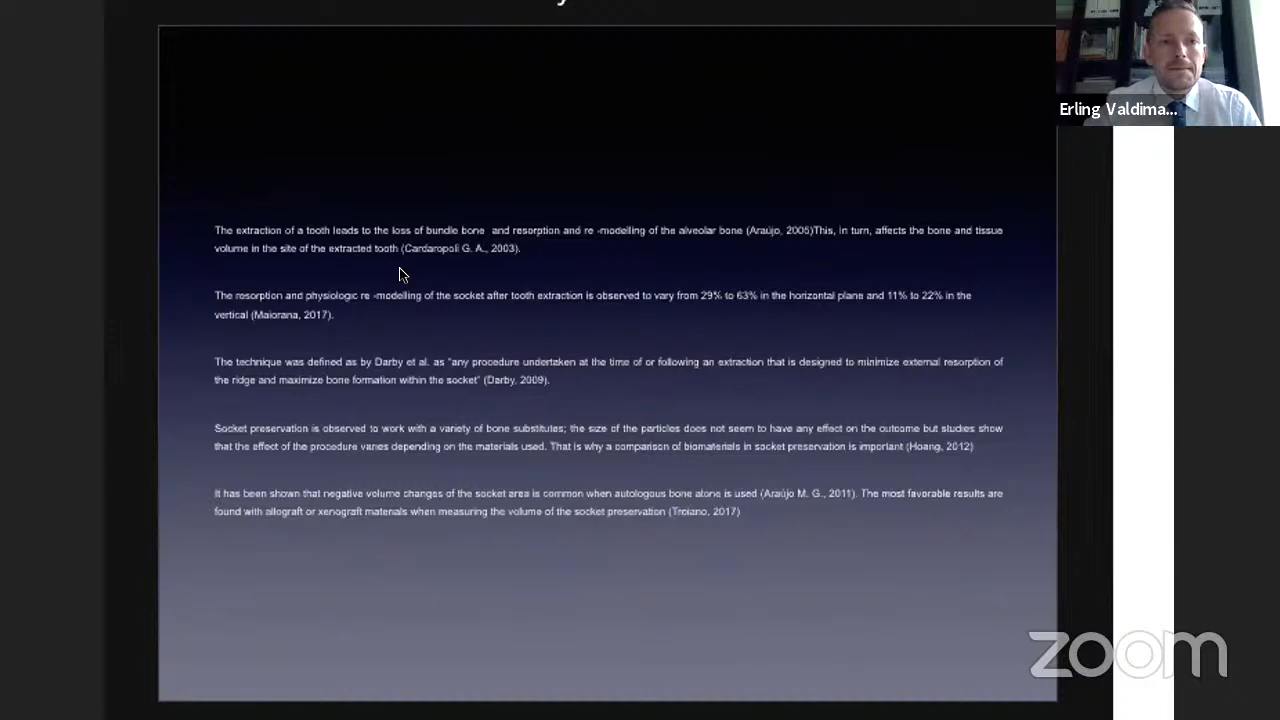 Erling Valdima...
The extraction of a tooth leads to the loss of bundle bone and resorption and re -modelling of the alveolar bone (Araújo, 2005)This, in turn, affects the bone and tissue
volume in the site of the extracted tooth (Cardaropoli G. A., 2003).
The resorption and physiologic re -modelling of the socket after tooth extraction is observed to vary from 29% to 63% in the horizontal plane and 11% to 22% in the
vertical (Maiorana, 2017).
The technique was defined as by Darby et al. as "any procedure undertaken at the time of or following an extraction that is designed to minimize external resorption of
the ridge and maximize bone formation within the socket" (Darby, 2009).
Socket preservation is observed to work with a variety of bone substitutes; the size of the particles does not seem to have any effect on the outcome but studies show
that the effect of the procedure varies depending on the materials used. That is why a comparison of biomaterials in socket preservation is important (Hoang, 2012)
It has been shown that negative volume changes of the socket area is common when autologous bone alone is used (Araújo M. G., 2011). The most favorable results are
found with allograft or xenograft materials when measuring the volume of the socket preservation (Troiano, 2017)
zoom